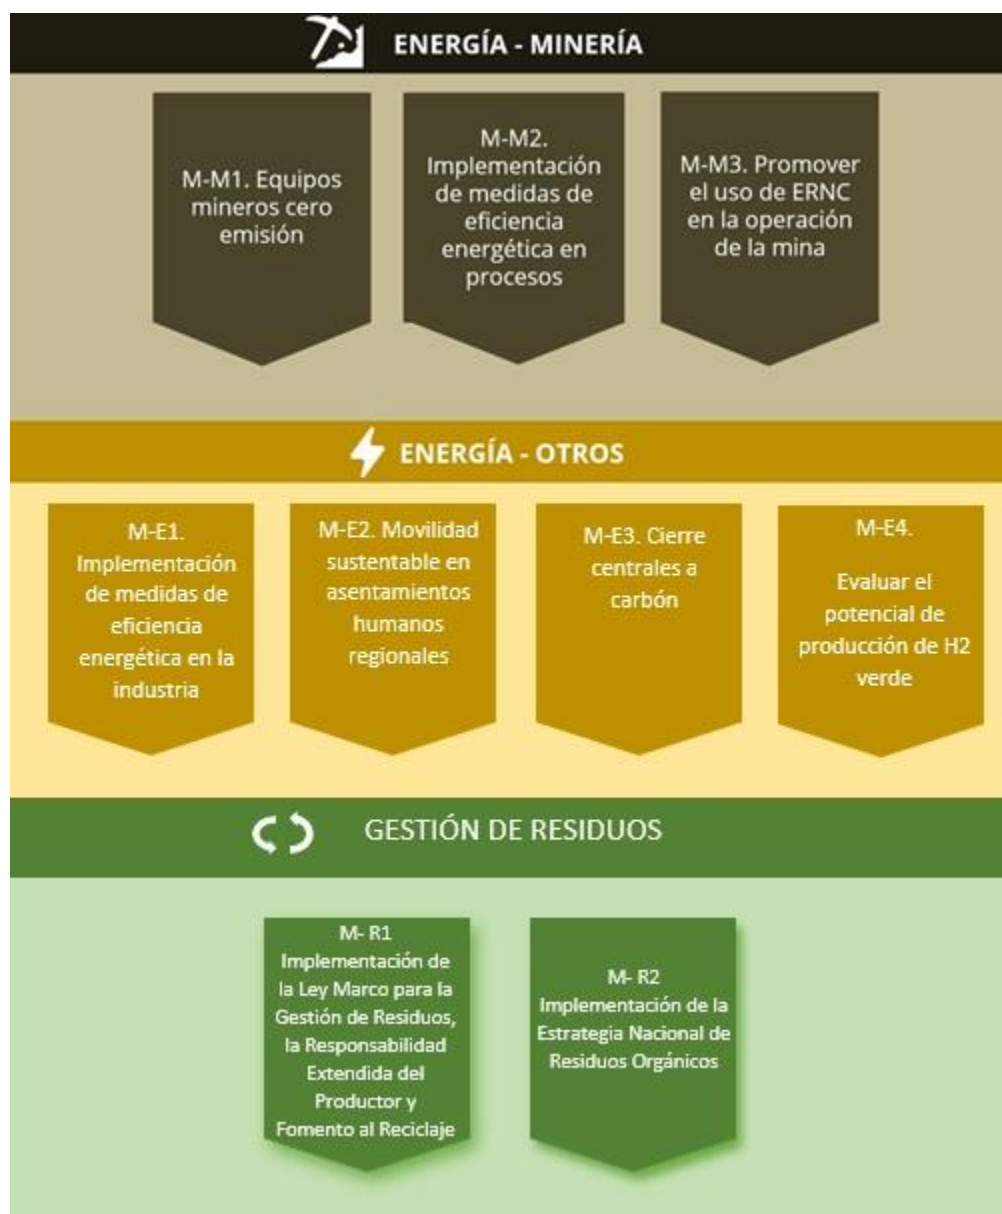 ENERGÍA - MINERÍA
M-M1. Equipos
mineros cero
emisión
M-M2.
Implementación
de medidas de
eficiencia
energética en
procesos
M-M3. Promover
el uso de ERNC
en la operación
de la mina
ENERGÍA - OTROS
M-E1.
Implementación
de medidas de
eficiencia
energética en la
industria
M-E2. Movilidad
sustentable en
asentamientos
humanos
regionales
M-E3. Cierre
centrales a
carbón
M-E4.
Evaluar el
potencial de
producción de H2
verde
GESTIÓN DE RESIDUOS
M- R1
Implementación de
la Ley Marco para la
Gestión de Residuos,
la Responsabilidad
Extendida del
Productor y
Fomento al Reciclaje
M- R2
Implementación de la
Estrategia Nacional de
Residuos Orgánicos